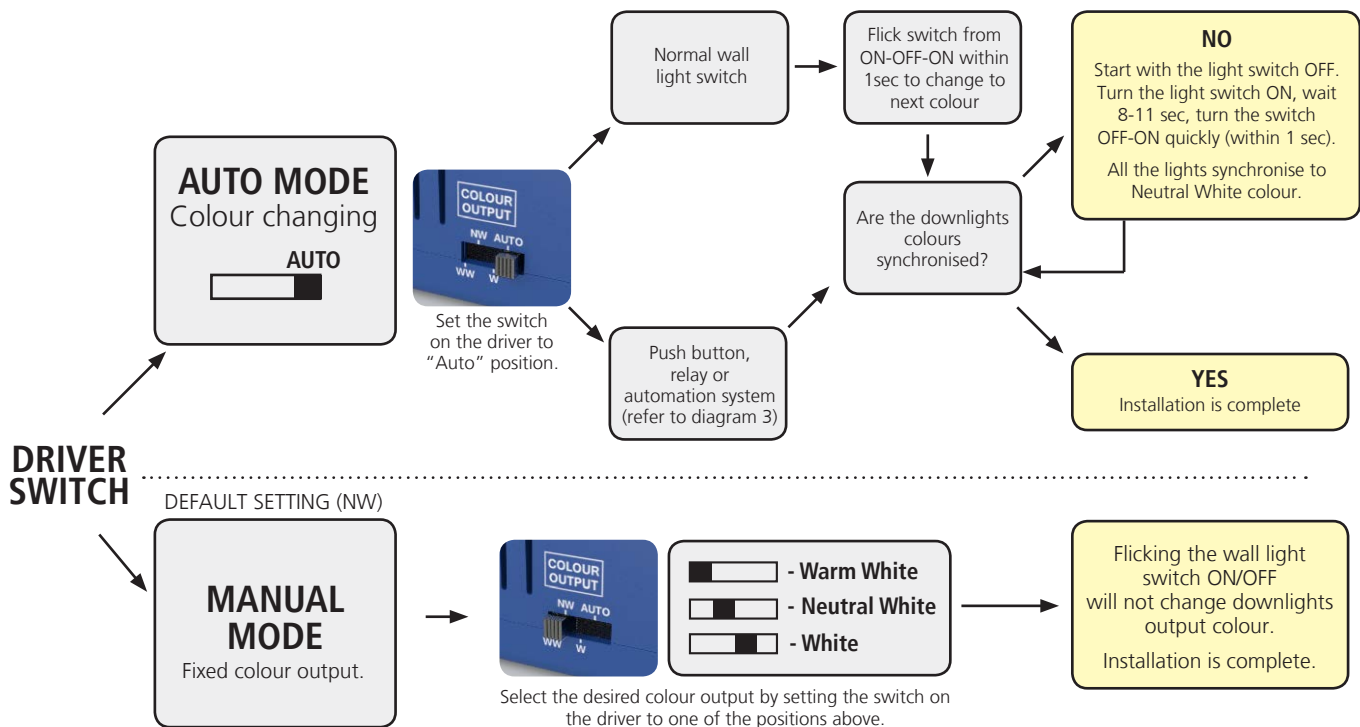 DRIVER
SWITCH
AUTO MODE
Colour changing
AUTO
COLOUR
OUTPUT
NW AUTO
WW W
Set the switch
on the driver to
“Auto” position.
Normal wall
light switch
Flick switch from
ON-OFF-ON within
1sec to change to
next colour
Push button,
relay or
automation system
(refer to diagram 3)
Are the downlights
colours
synchronised?
NO
Start with the light switch OFF.
Turn the light switch ON, wait
8-11 sec, turn the switch
OFF-ON quickly (within 1 sec).
All the lights synchronise to
Neutral White colour.
YES
Installation is complete
DEFAULT SETTING (NW)
MANUAL
MODE
Fixed colour output.
COLOUR
OUTPUT
NW AUTO
WW W
- Warm White
- Neutral White
- White
Select the desired colour output by setting the switch on
the driver to one of the positions above.
Flicking the wall light
switch ON/OFF
will not change downlights
output colour.
Installation is complete.